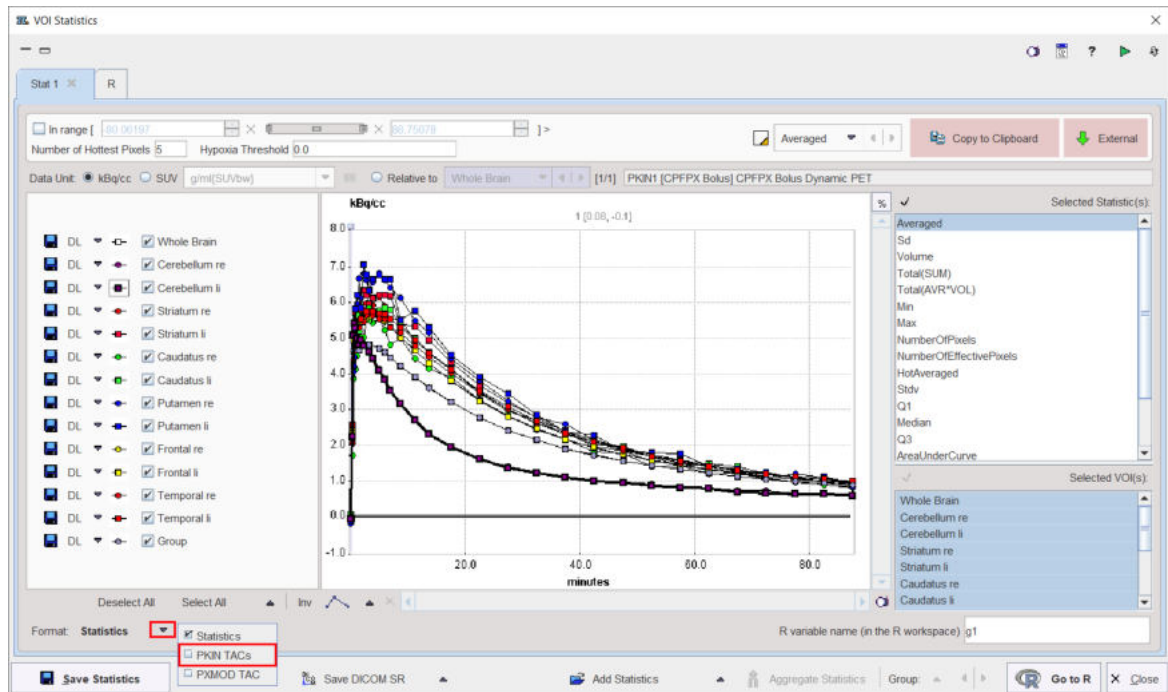 VOI Statistics
Stat 1
R
In range [ 80.00197 88.75078 ] >
Averaged
Copy to Clipboard
External
Number of Hottest Pixels 5 Hypoxia Threshold 0.0
Data Unit: kBq/cc SUV g/ml{SUVbw} Relative to Whole Brain [1/1] PKIN1 [CPFPX Bolus] CPFPX Bolus Dynamic PET
DL Whole Brain
DL Cerebellum re
DL Cerebellum li
DL Striatum re
DL Striatum li
DL Caudatus re
DL Caudatus li
DL Putamen re
DL Putamen li
DL Frontal re
DL Frontal li
DL Temporal re
DL Temporal li
DL Group
kBq/cc
1 [0.08, -0.1]
8.0
7.0
6.0
5.0
4.0
3.0
2.0
1.0
0.0
-1.0
20.0 40.0 60.0 80.0
minutes
%
Selected Statistic(s):
Averaged
Sd
Volume
Total(SUM)
Total(AVR*VOL)
Min
Max
NumberOfPixels
NumberOfEffectivePixels
HotAveraged
Stdv
Q1
Median
Q3
AreaUnderCurve
Selected VOI(s):
Whole Brain
Cerebellum re
Cerebellum li
Striatum re
Striatum li
Caudatus re
Caudatus li
Deselect All Select All Inv
Format: Statistics
Statistics
PKIN TACs
PXMOD TAC
R variable name (in the R workspace) g1
Save Statistics
Save DICOM SR
Add Statistics
Aggregate Statistics
Group:
Go to R
Close